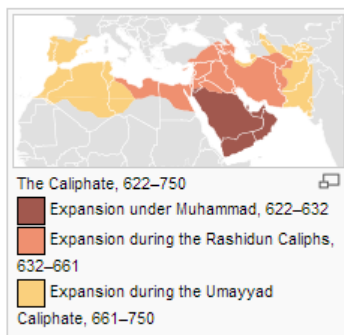 The Caliphate, 622–750
Expansion under Muhammad, 622–632
Expansion during the Rashidun Caliphs,
632–661
Expansion during the Umayyad
Caliphate, 661–750